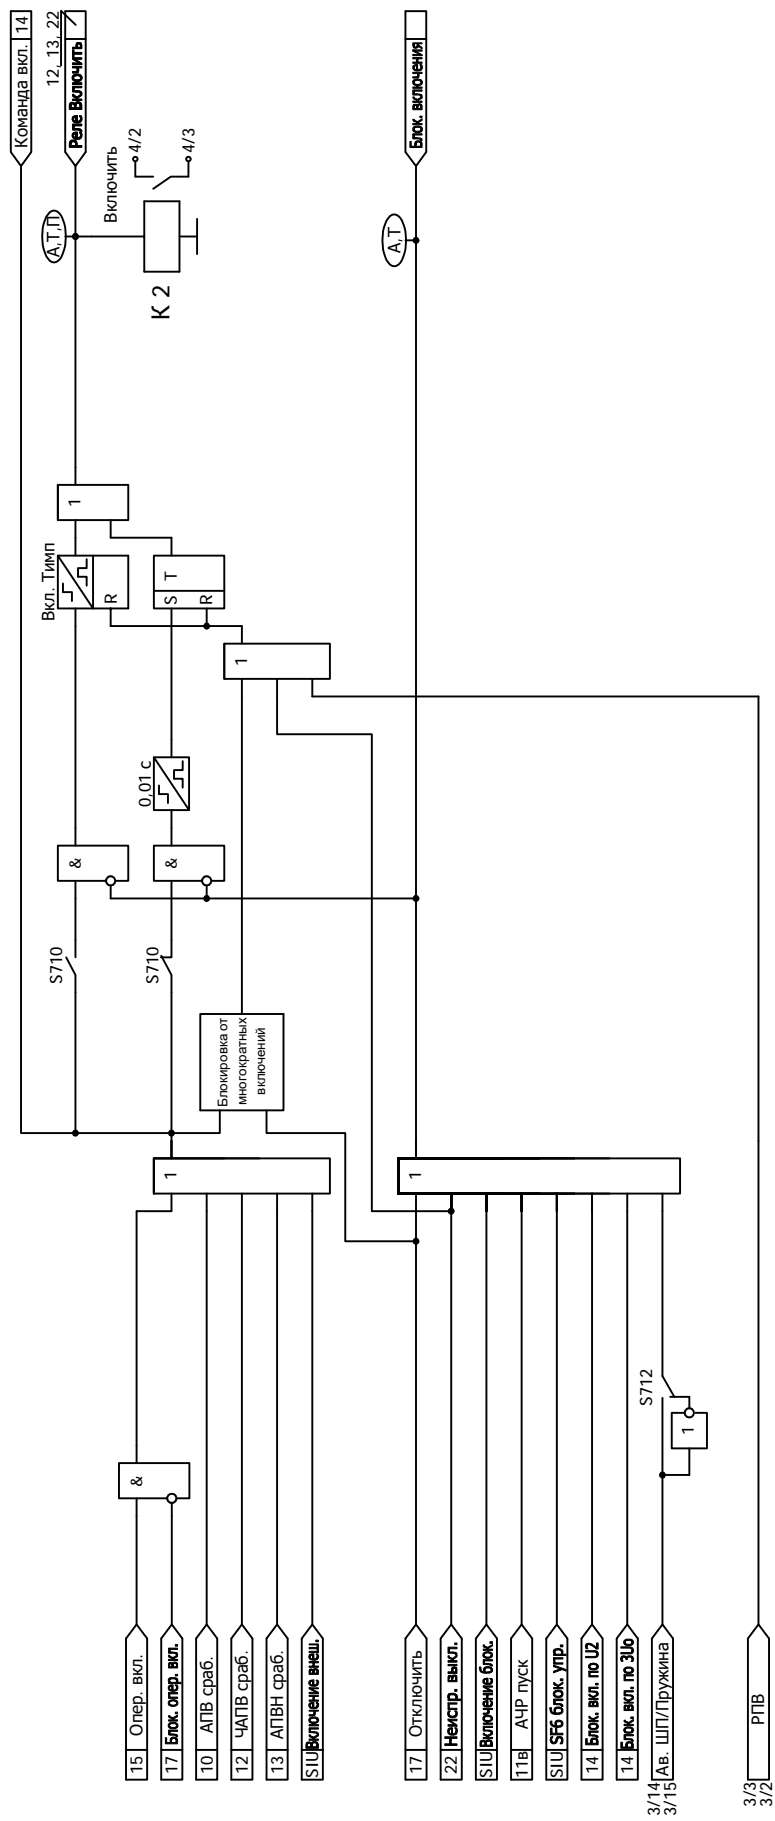 Команда вкл. 14
12, 13, 22
Реле Включить
А,Т,П
Включить
4/2
4/3
К 2
Блок. включения
А,Т
1
Вкл. Тимп
R
T
S
R
1
0,01 с
&
&
S710
S710
Блокировка от
многократных
включений
1
1
&
S712
1
15 Опер. вкл.
17 Блок. опер. вкл.
10 АПВ сраб.
12 ЧАПВ сраб.
13 АПВН сраб.
SIU Включение внеш.
17 Отключить
22 Неиспр. выкл.
SIU Включение блок.
11в АЧР пуск
SIU SF6 блок. упр.
14 Блок. вкл. по U2
14 Блок. вкл. по 3Uo
3/14
3/15
Ав. ШП/Пружина
3/3
3/2
РПВ